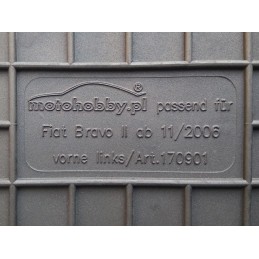 motohobby.pl® passend für
Fiat Bravo II ab 11/2006
vorne links/Art.170901